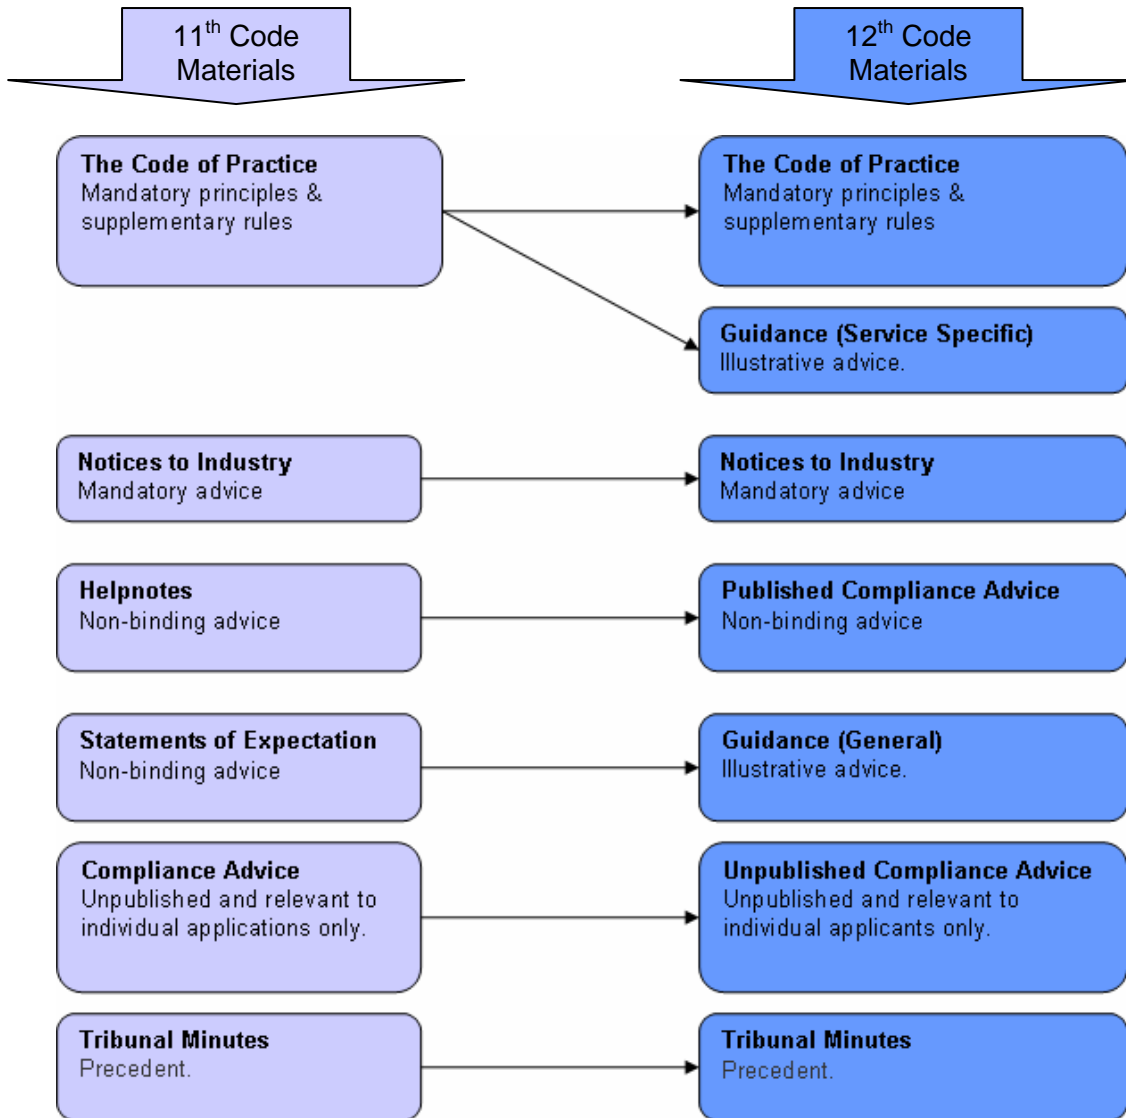 11th Code
Materials
12th Code
Materials
The Code of Practice
Mandatory principles &
supplementary rules
The Code of Practice
Mandatory principles &
supplementary rules
Guidance (Service Specific)
Illustrative advice.
Notices to Industry
Mandatory advice
Notices to Industry
Mandatory advice
Helpnotes
Non-binding advice
Published Compliance Advice
Non-binding advice
Statements of Expectation
Non-binding advice
Guidance (General)
Illustrative advice.
Compliance Advice
Unpublished and relevant to
individual applications only.
Unpublished Compliance Advice
Unpublished and relevant to
individual applicants only.
Tribunal Minutes
Precedent.
Tribunal Minutes
Precedent.